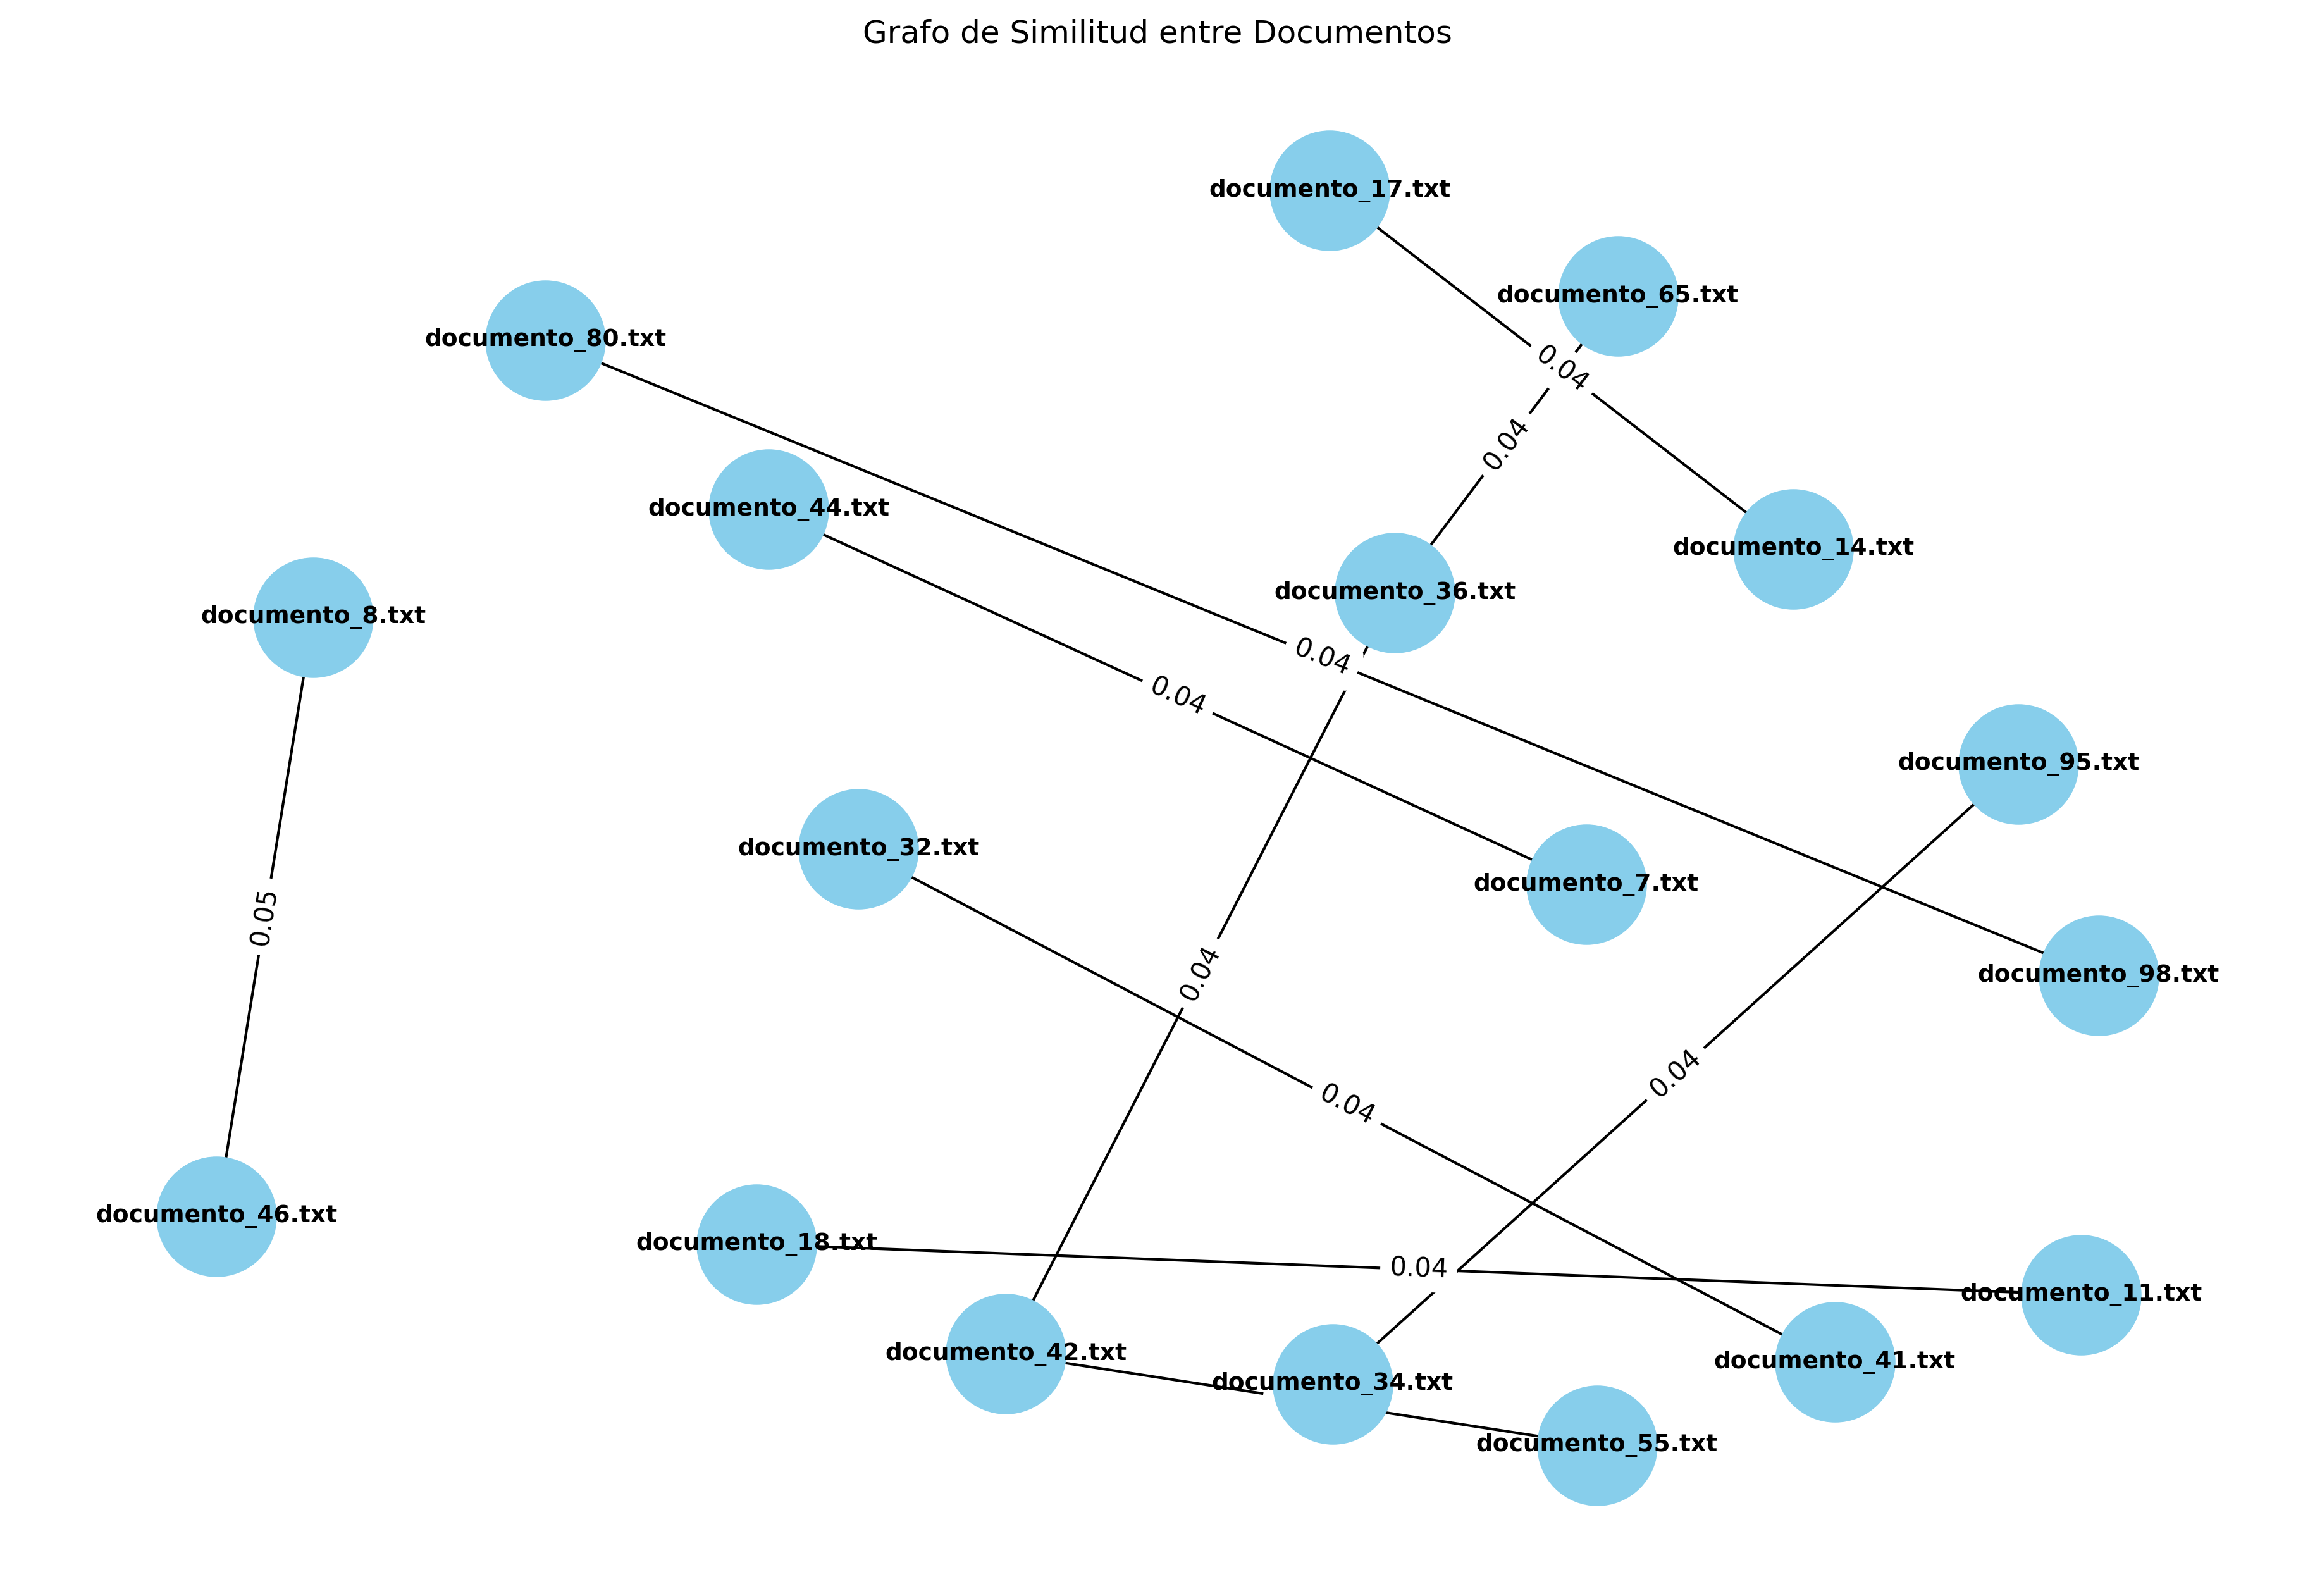 Grafo de Similitud entre Documentos
documento_17.txt
documento_65.txt
documento_80.txt
0.04
0.04
documento_44.txt
documento_14.txt
documento_36.txt
documento_8.txt
0.04
0.04
documento_95.txt
documento_32.txt
documento_7.txt
0.05
0.04
documento_98.txt
0.04
0.04
documento_46.txt
documento_18.txt
0.04
documento_11.txt
documento_42.txt
documento_41.txt
documento_34.txt
documento_55.txt